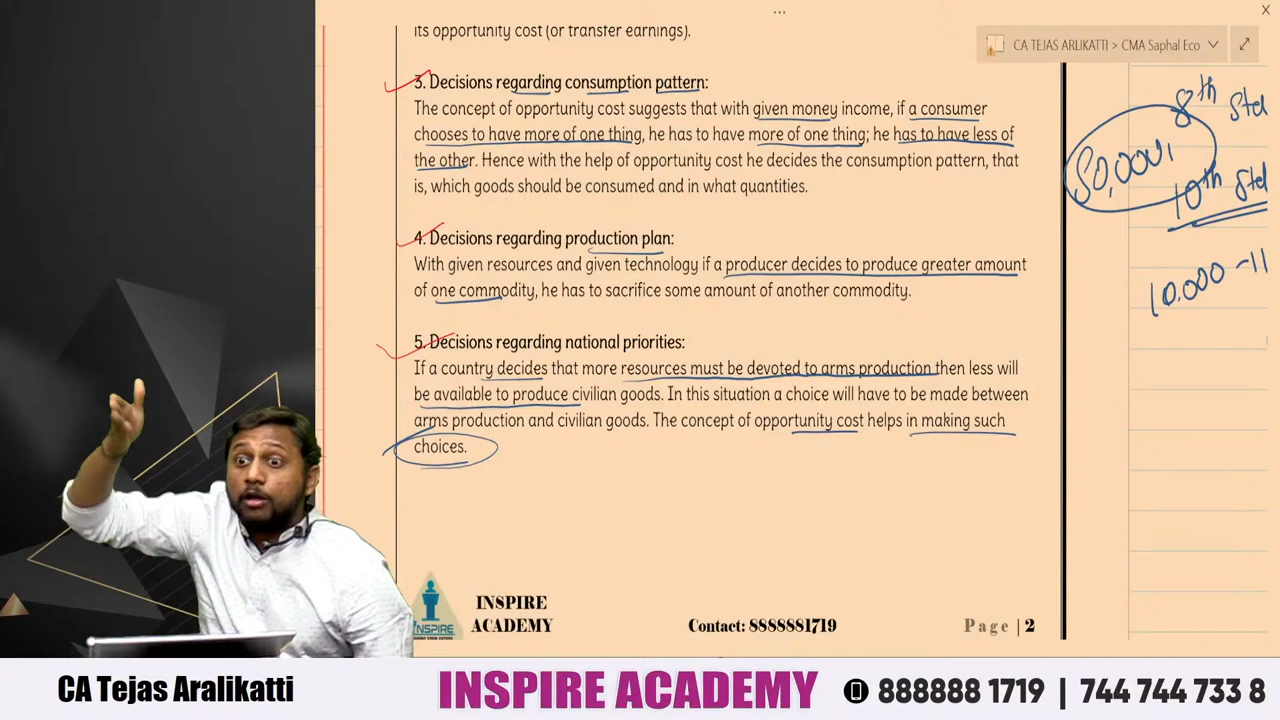 ...
X
its opportunity cost (or transfer earnings).
CA TEJAS ARLIKATTI > CMA Saphal Eco
3. Decisions regarding consumption pattern:
The concept of opportunity cost suggests that with given money income, if a consumer
chooses to have more of one thing, he has to have more of one thing; he has to have less of
the other. Hence with the help of opportunity cost he decides the consumption pattern, that
is, which goods should be consumed and in what quantities.
8th Std
50,000
10th Std
10,000 - 11
4. Decisions regarding production plan:
With given resources and given technology if a producer decides to produce greater amount
of one commodity, he has to sacrifice some amount of another commodity.
5. Decisions regarding national priorities:
If a country decides that more resources must be devoted to arms production then less will
be available to produce civilian goods. In this situation a choice will have to be made between
arms production and civilian goods. The concept of opportunity cost helps in making such
choices.
INSPIRE
INSPIRE
ACADEMY
Contact: 8888881719
Page | 2
CA Tejas Aralikatti
INSPIRE ACADEMY
888888 1719 | 744 744 733 8